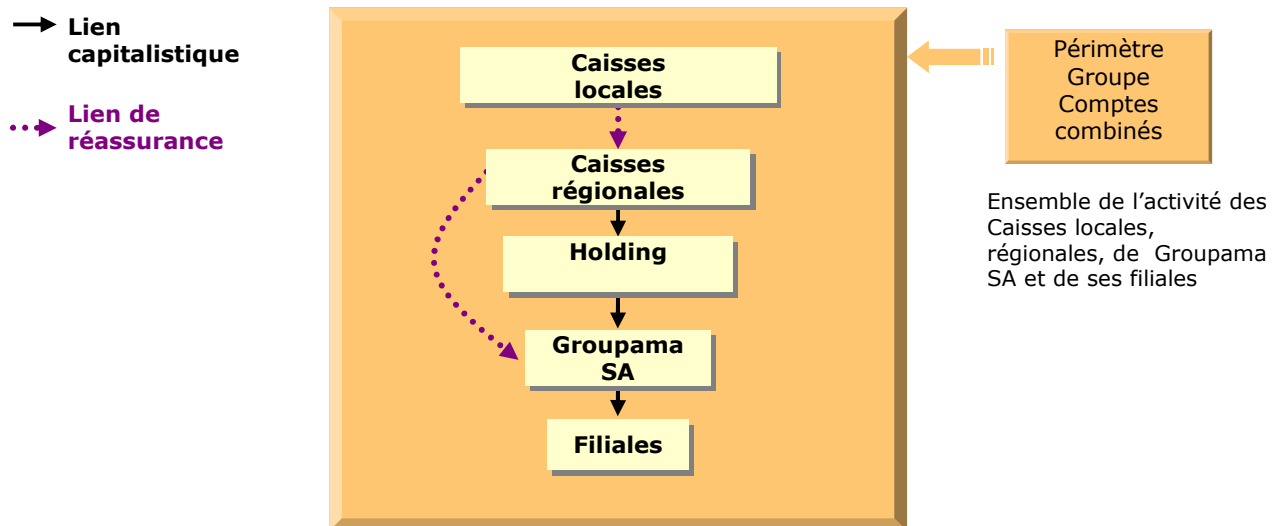 Lien
capitalistique
Lien de
réassurance
Caisses
locales
Caisses
régionales
Holding
Groupama
SA
Filiales
Périmètre
Groupe
Comptes
combinés
Ensemble de l’activité des
Caisses locales,
régionales, de Groupama
SA et de ses filiales